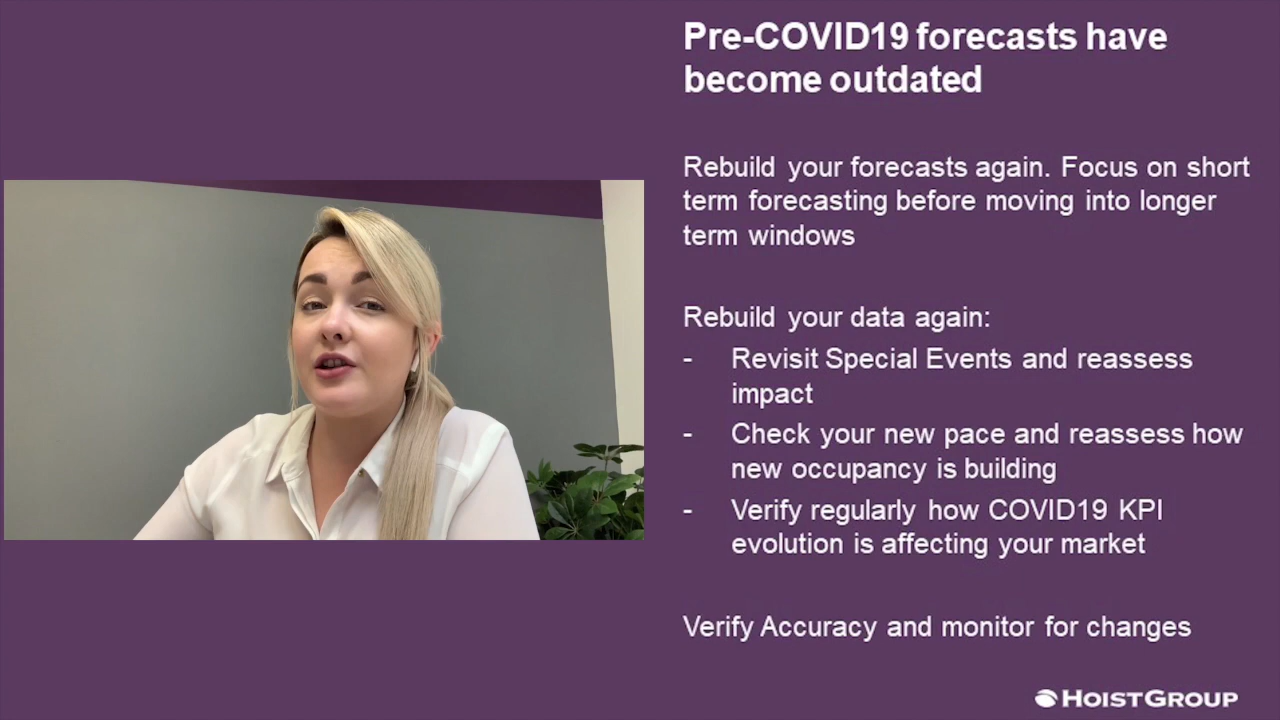 Pre-COVID19 forecasts have
become outdated
Rebuild your forecasts again. Focus on short
term forecasting before moving into longer
term windows
Rebuild your data again:
- Revisit Special Events and reassess
impact
- Check your new pace and reassess how
new occupancy is building
- Verify regularly how COVID19 KPI
evolution is affecting your market
Verify Accuracy and monitor for changes
HOISTGROUP